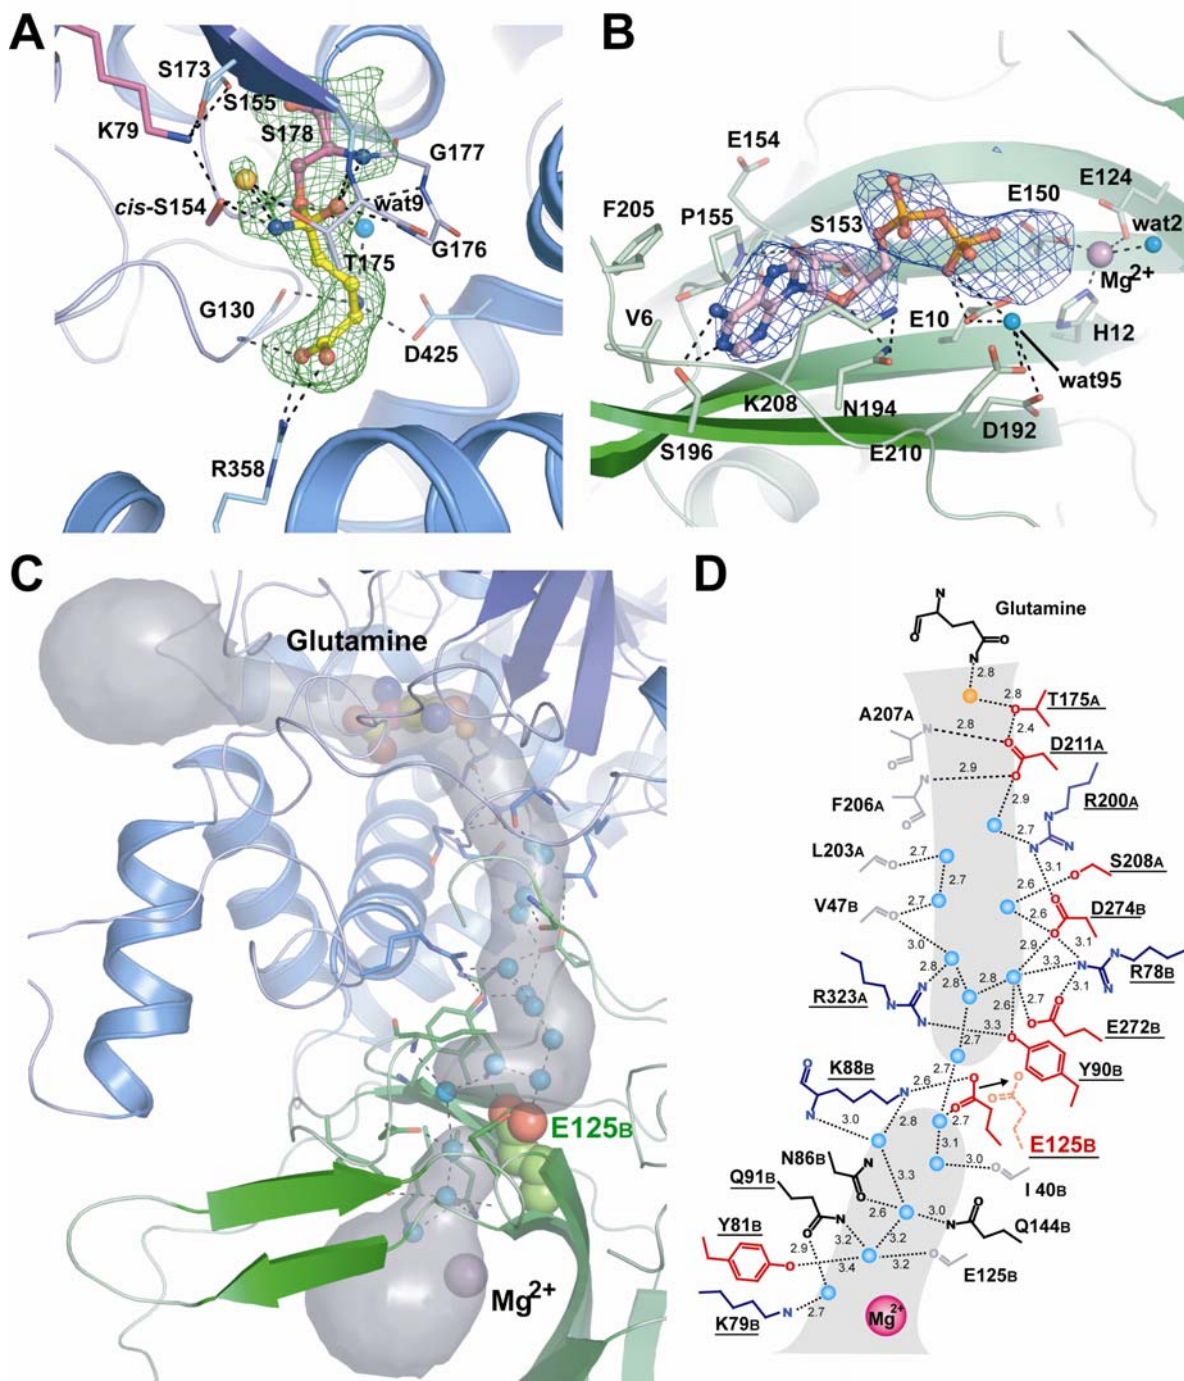 A
S173
S155
K79
S178
G177
cis-S154
wat9
G176
T175
G130
D425
R358
B
E154
F205
P155
S153
E150
E124
wat2
Mg2+
V6
E10
H12
wat95
K208
N194
S196
E210
D192
C
Glutamine
E125B
Mg2+
D
N
O
Glutamine
O
N
2.8
2.8
O
T175A
A207A
N
2.8
2.4
O
O
D211A
2.9
O
N
F206A
O
2.9
R200A
2.7
N
N
L203A
O
2.7
3.1
S208A
2.7
2.6
O
V47B
O
2.7
O
2.6
O
D274B
3.0
2.9
3.1
2.8
N
2.8
2.8
3.3
N
N
R78B
R323A
N
N
2.6
2.7
3.1
N
O
3.3
O
O
E272B
2.7
O
2.7
Y90B
K88B
O
N
2.6
O
O
O
O
N
3.0
2.8
2.7
E125B
3.1
N86B
N
3.3
3.0
O
I 40B
Q91B
O
2.6
3.0
N
O
Q144B
O
N
3.2
3.2
Y81B
2.9
O
3.4
3.2
O
E125B
K79B
N
2.7
Mg2+